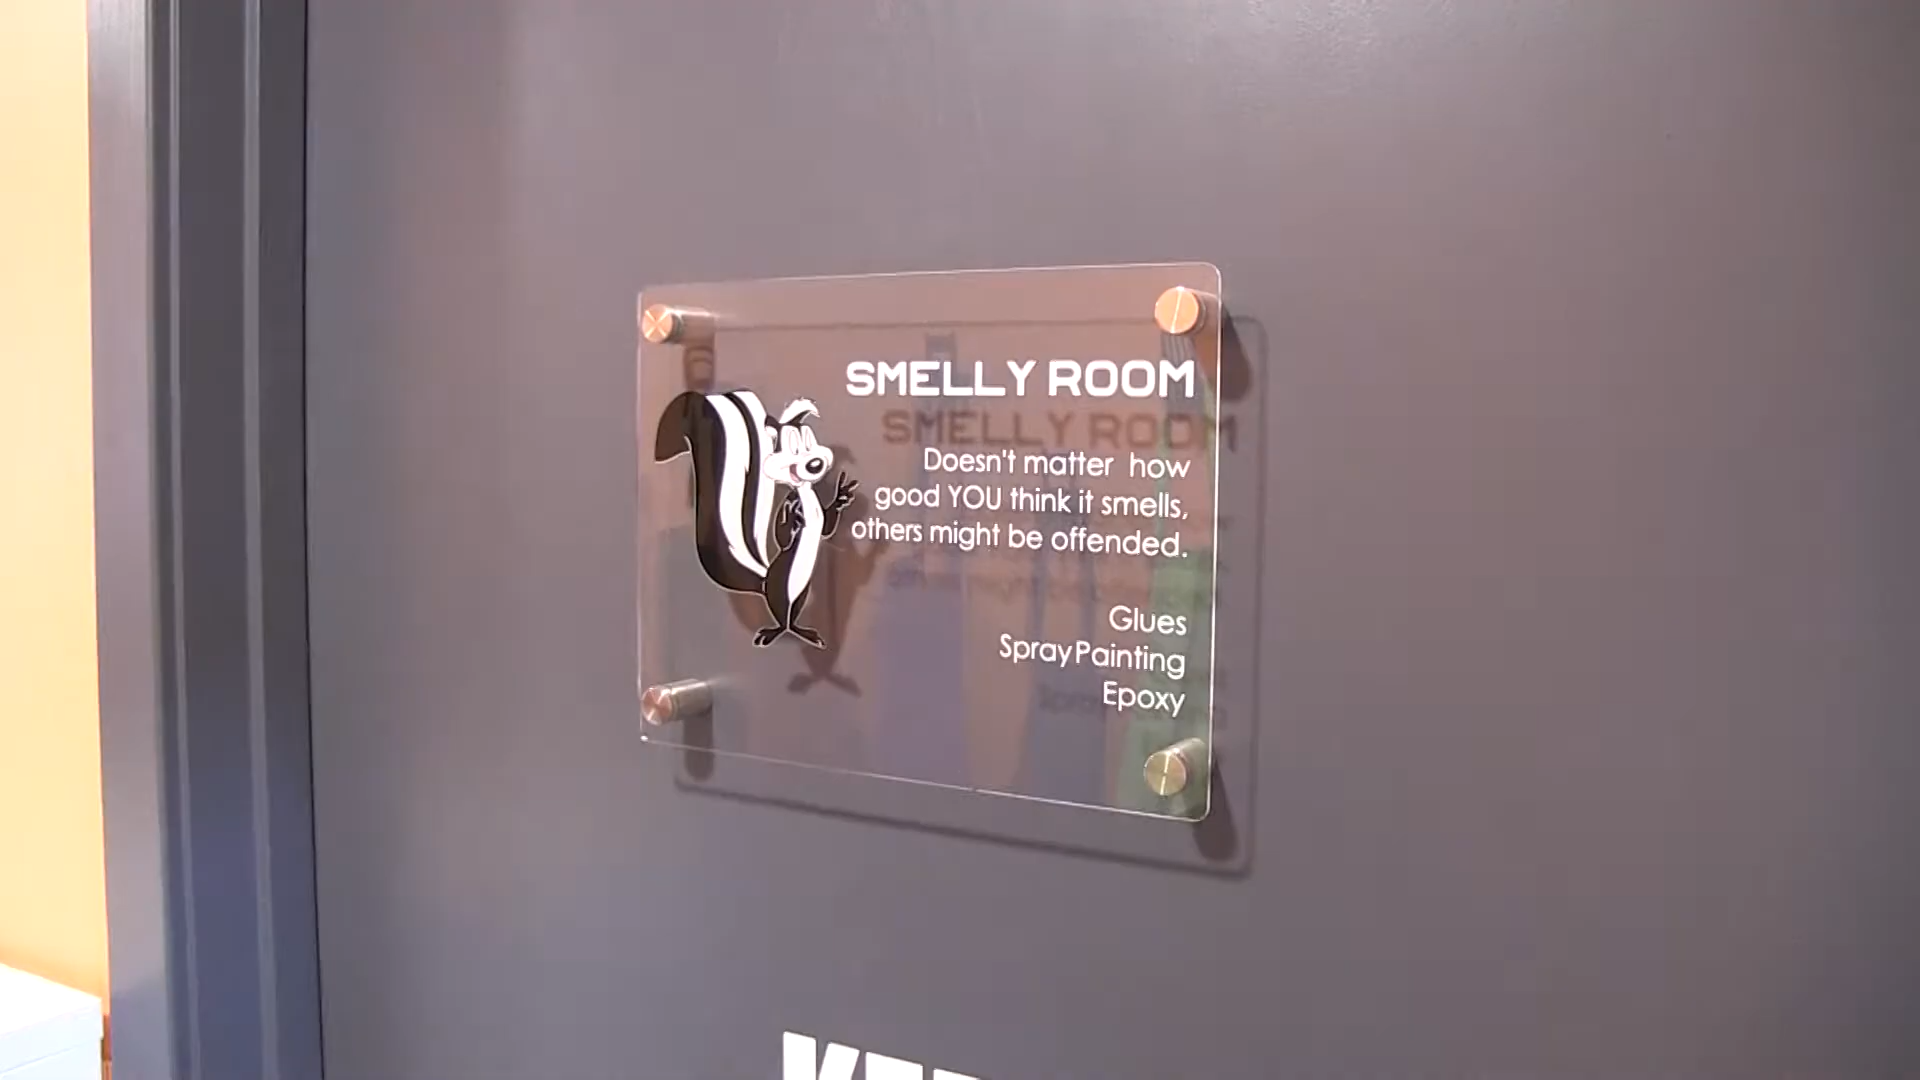 SMELLY ROOM
Doesn't matter how
good YOU think it smells,
others might be offended.
Glues
Spray Painting
Epoxy